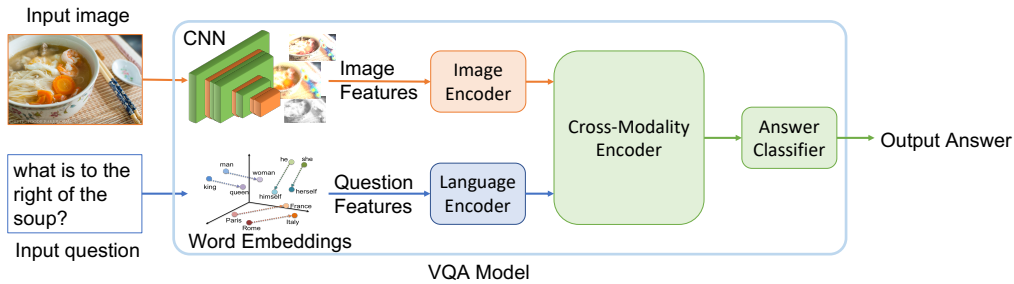 Input image
CNN
Image
Features
Image
Encoder
Cross-Modality
Encoder
Answer
Classifier
Output Answer
what is to the
right of the
soup?
Input question
man
woman
king
queen
he
she
himself
herself
France
Paris
Italy
Rome
Word Embeddings
Question
Features
Language
Encoder
VQA Model